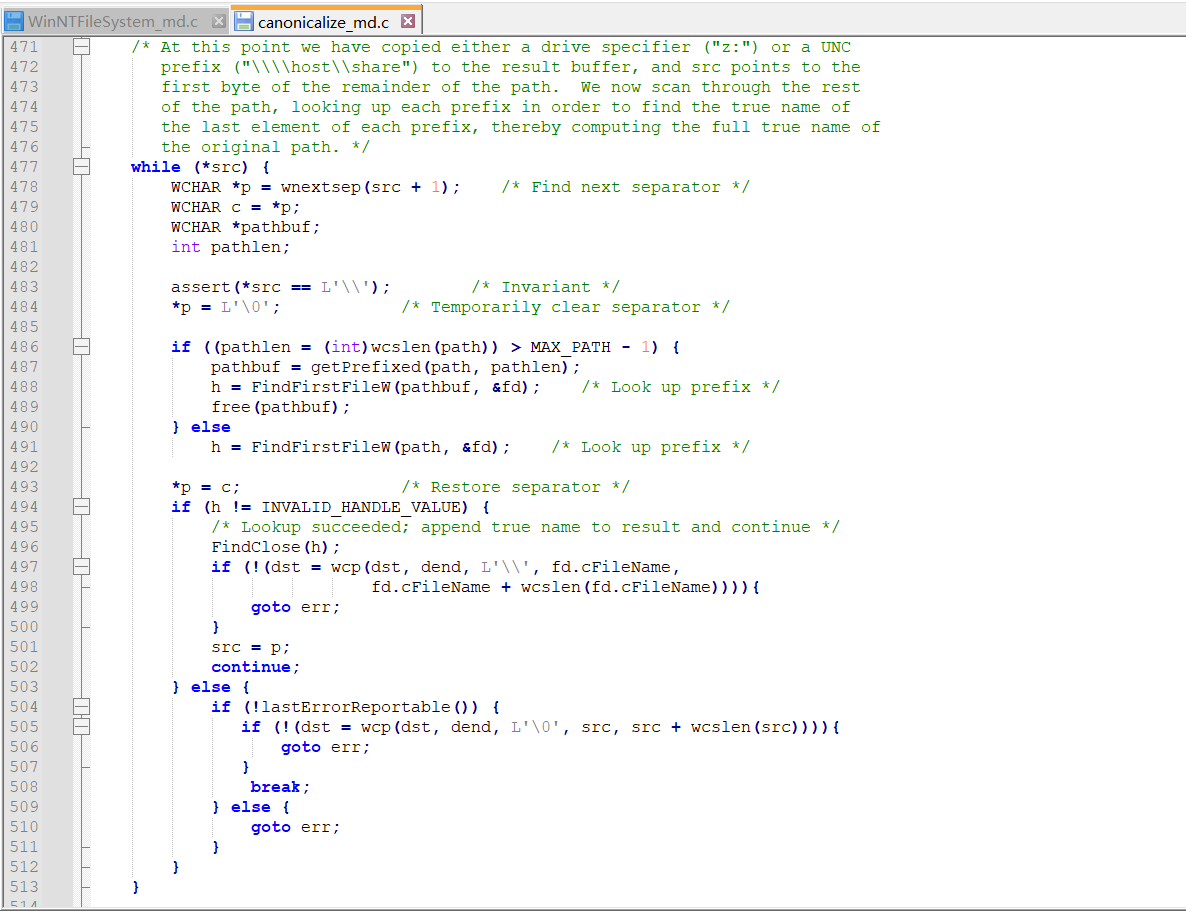 WinNTFileSystem_md.c canonicalize_md.c
471 /* At this point we have copied either a drive specifier ("z:") or a UNC
472 prefix ("\\\\host\\share") to the result buffer, and src points to the
473 first byte of the remainder of the path.  We now scan through the rest
474 of the path, looking up each prefix in order to find the true name of
475 the last element of each prefix, thereby computing the full true name of
476 the original path. */
477 while (*src) {
478 WCHAR *p = wnextsep(src + 1);    /* Find next separator */
479 WCHAR c = *p;
480 WCHAR *pathbuf;
481 int pathlen;
482
483 assert(*src == L'\\');        /* Invariant */
484 *p = L'\0';            /* Temporarily clear separator */
485
486 if ((pathlen = (int)wcslen(path)) > MAX_PATH - 1) {
487 pathbuf = getPrefixed(path, pathlen);
488 h = FindFirstFileW(pathbuf, &fd);    /* Look up prefix */
489 free(pathbuf);
490 } else
491 h = FindFirstFileW(path, &fd);    /* Look up prefix */
492
493 *p = c;                /* Restore separator */
494 if (h != INVALID_HANDLE_VALUE) {
495 /* Lookup succeeded; append true name to result and continue */
496 FindClose(h);
497 if (!(dst = wcp(dst, dend, L'\\', fd.cFileName,
498 fd.cFileName + wcslen(fd.cFileName)))){
499 goto err;
500 }
501 src = p;
502 continue;
503 } else {
504 if (!lastErrorReportable()) {
505 if (!(dst = wcp(dst, dend, L'\0', src, src + wcslen(src)))){
506 goto err;
507 }
508 break;
509 } else {
510 goto err;
511 }
512 }
513 }
514